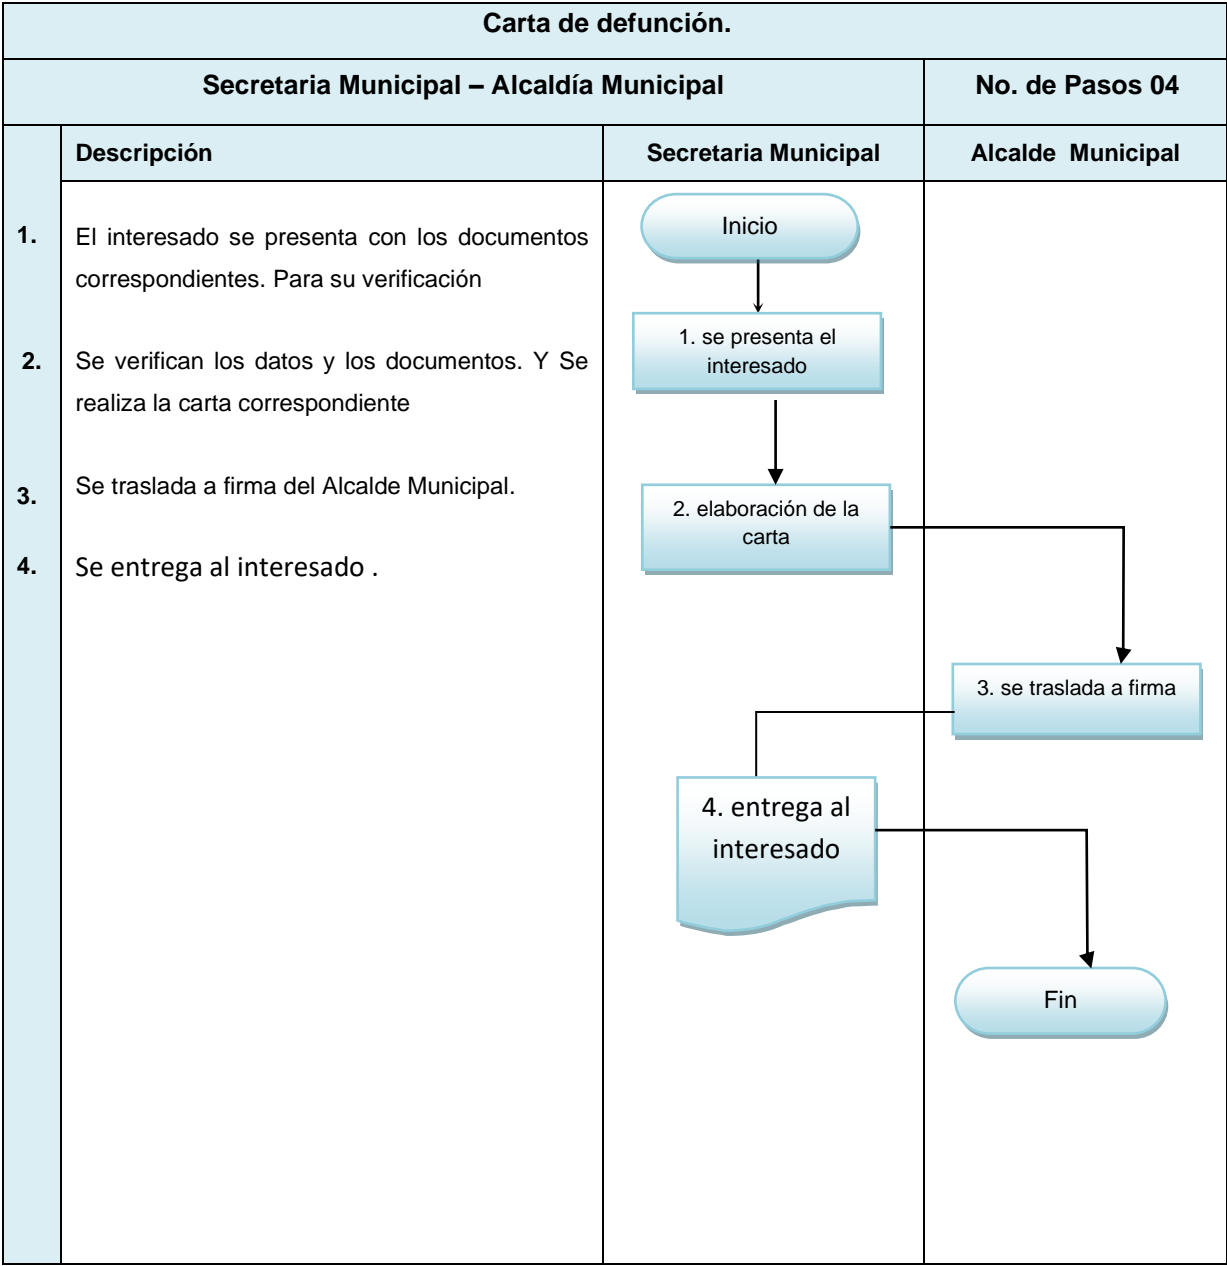 Carta de defunción.
Secretaria Municipal – Alcaldía Municipal
No. de Pasos 04
Descripción
Secretaria Municipal
Alcalde Municipal
1.
El interesado se presenta con los documentos
correspondientes. Para su verificación
2.
Se verifican los datos y los documentos. Y Se
realiza la carta correspondiente
3.
Se traslada a firma del Alcalde Municipal.
4.
Se entrega al interesado .
Inicio
1. se presenta el
interesado
2. elaboración de la
carta
3. se traslada a firma
4. entrega al
interesado
Fin